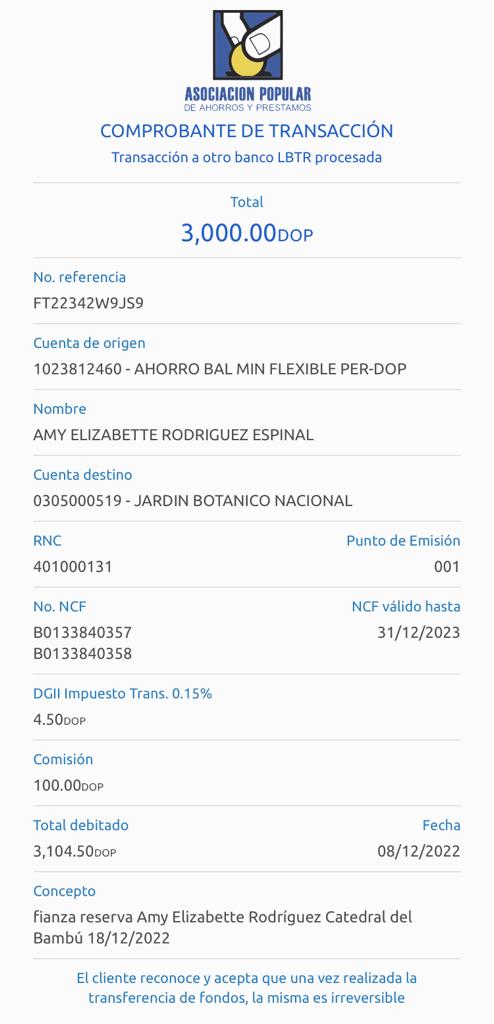 ASOCIACION POPULAR
DE AHORROS Y PRESTAMOS
COMPROBANTE DE TRANSACCIÓN
Transacción a otro banco LBTR procesada
Total
3,000.00DOP
No. referencia
FT22342W9JS9
Cuenta de origen
1023812460 - AHORRO BAL MIN FLEXIBLE PER-DOP
Nombre
AMY ELIZABETTE RODRIGUEZ ESPINAL
Cuenta destino
0305000519 - JARDIN BOTANICO NACIONAL
RNC Punto de Emisión
401000131 001
No. NCF NCF válido hasta
B0133840357 31/12/2023
B0133840358
DGII Impuesto Trans. 0.15%
4.50DOP
Comisión
100.00DOP
Total debitado Fecha
3,104.50DOP 08/12/2022
Concepto
fianza reserva Amy Elizabette Rodríguez Catedral del
Bambú 18/12/2022
El cliente reconoce y acepta que una vez realizada la
transferencia de fondos, la misma es irreversible